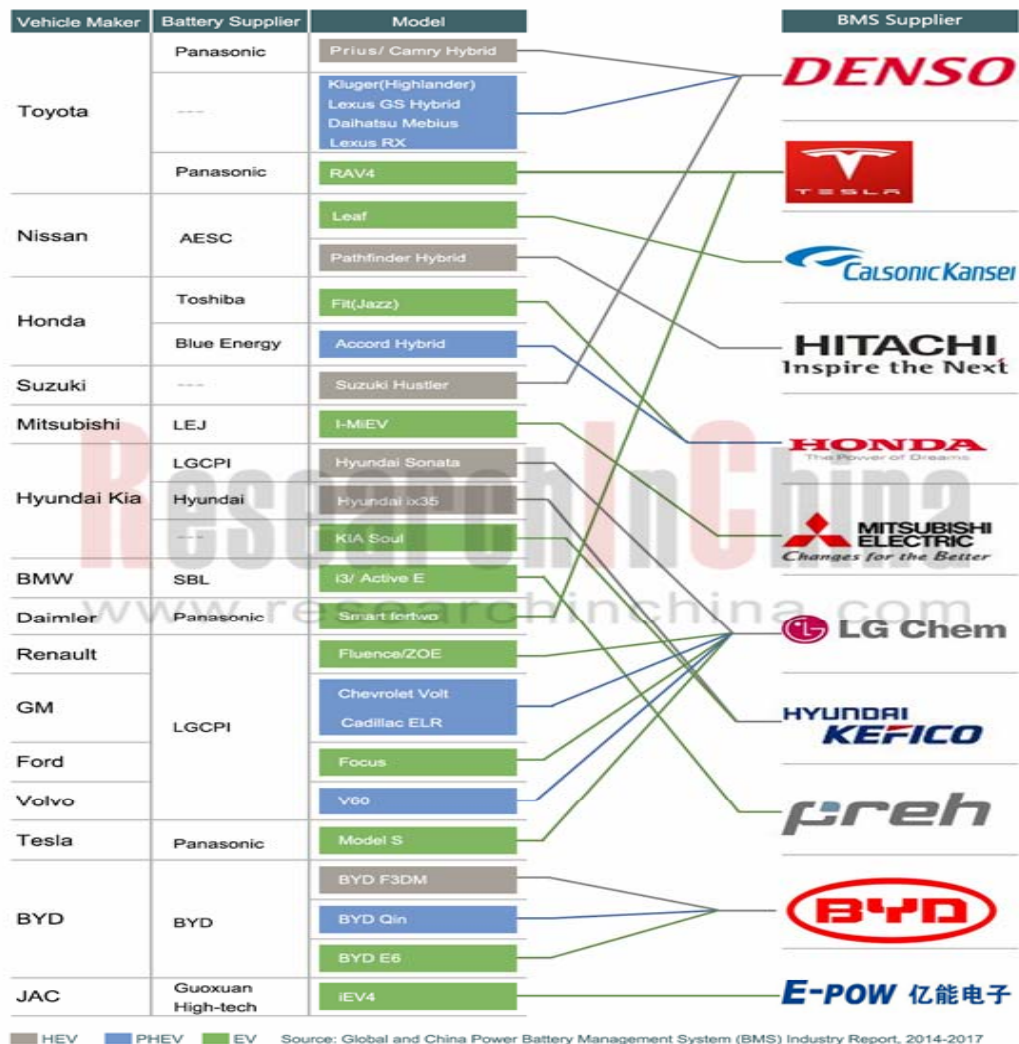 Vehicle Maker Battery Supplier Model BMS Supplier
Panasonic Prius/ Camry Hybrid
DENSO
Toyota
---
Kluger(Highlander)
Lexus GS Hybrid
Daihatsu Mebius
Lexus RX
Panasonic RAV4
TESLA
Nissan AESC
Leaf
Pathfinder Hybrid
Calsonic Kansei
Honda
Toshiba Fit(Jazz)
Blue Energy Accord Hybrid
HITACHI
Inspire the Next
Suzuki --- Suzuki Hustler
Mitsubishi LEJ I-MiEV
HONDA
The Power of Dreams
Hyundai Kia
LGCPI Hyundai Sonata
Hyundai Hyundai ix35
--- KIA Soul
MITSUBISHI
ELECTRIC
Changes for the Better
ResearchInChina
www.researchinchina.com
BMW SBL i3/ Active E
Daimler Panasonic Smart fortwo
LG Chem
Renault Fluence/ZOE
GM LGCPI
Chevrolet Volt
Cadillac ELR
HYUNDAI
KEFICO
Ford Focus
Volvo V60
preh
Tesla Panasonic Model S
BYD BYD
BYD F3DM
BYD Qin
BYD E6
BYD
JAC Guoxuan
High-tech
iEV4
E-POW 亿能电子
HEV PHEV EV Source: Global and China Power Battery Management System (BMS) Industry Report, 2014-2017